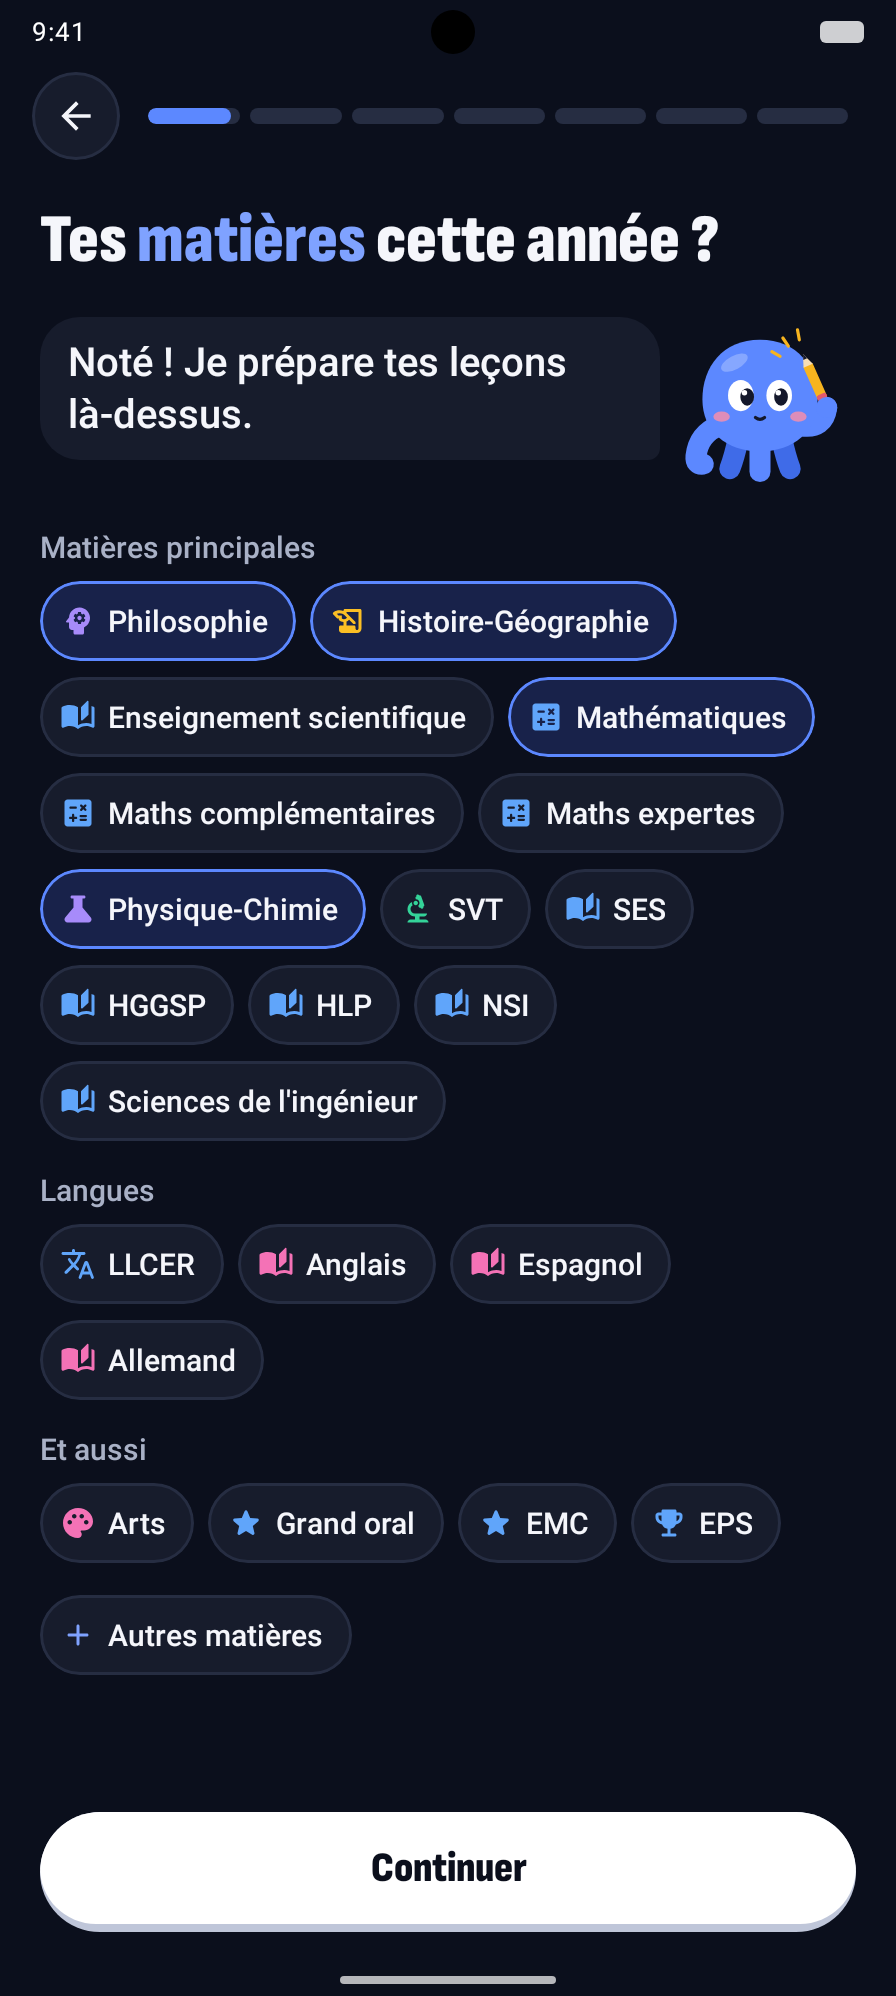 9:41
Tes matières cette année ?
Noté ! Je prépare tes leçons
là-dessus.
Matières principales
Philosophie
Histoire-Géographie
Enseignement scientifique
Mathématiques
Maths complémentaires
Maths expertes
Physique-Chimie
SVT
SES
HGGSP
HLP
NSI
Sciences de l'ingénieur
Langues
LLCER
Anglais
Espagnol
Allemand
Et aussi
Arts
Grand oral
EMC
EPS
Autres matières
Continuer